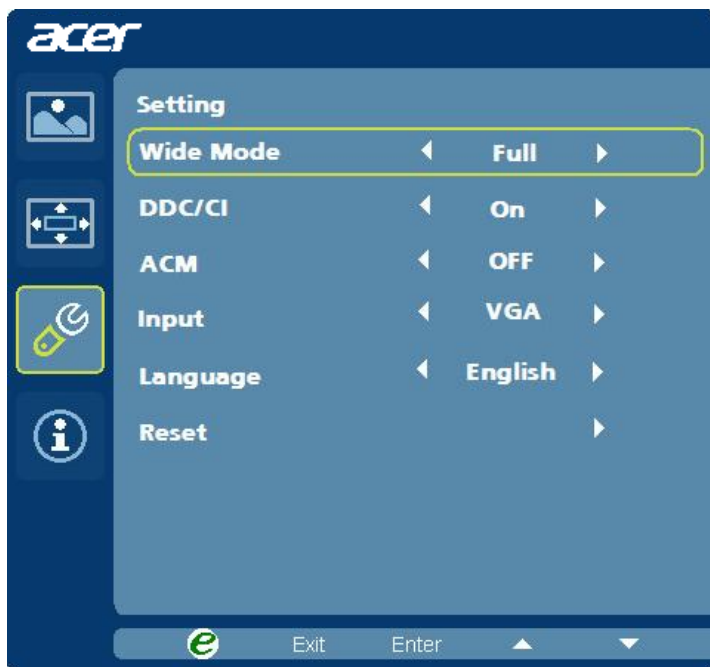 acer
Setting
Wide Mode Full
DDC/CI On
ACM OFF
Input VGA
Language English
Reset
e Exit Enter